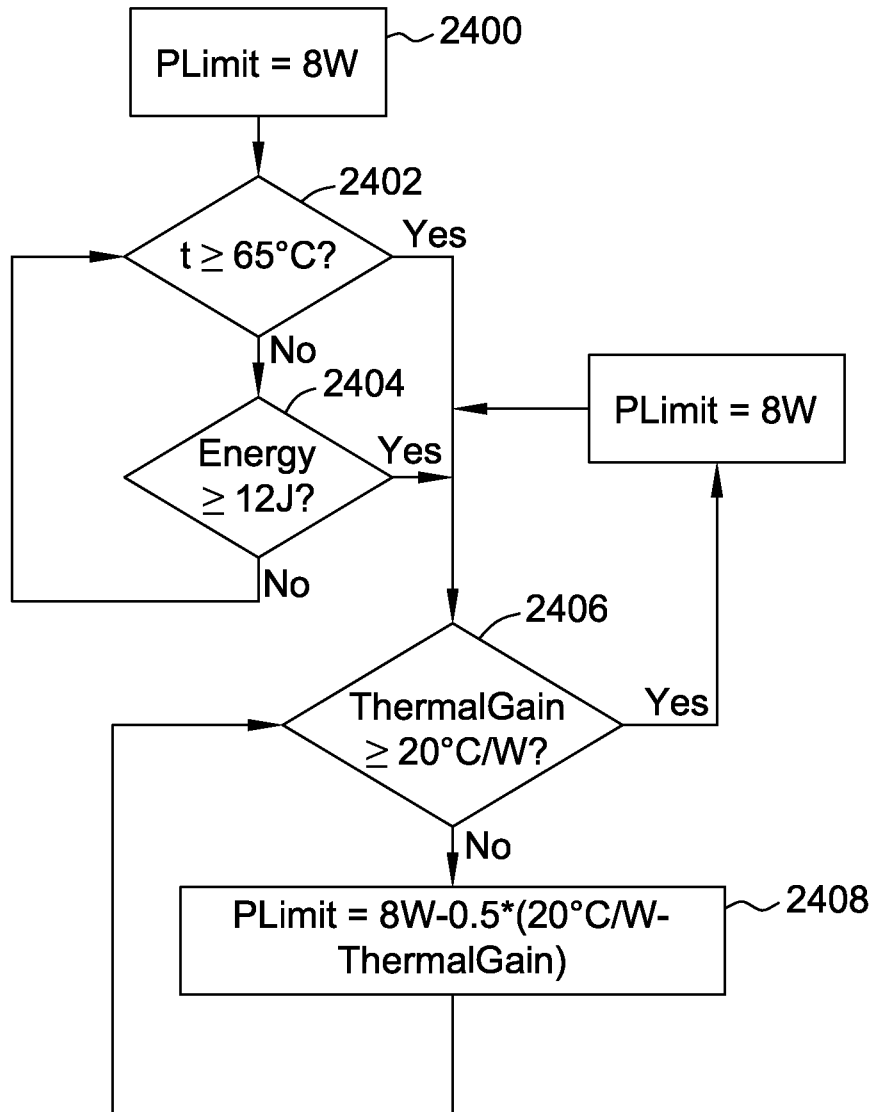 PLimit = 8W
2400
2402
t ≥ 65°C?
Yes
No
2404
Energy
≥ 12J?
Yes
No
PLimit = 8W
2406
ThermalGain
≥ 20°C/W?
Yes
No
PLimit = 8W-0.5*(20°C/W-
ThermalGain)
2408